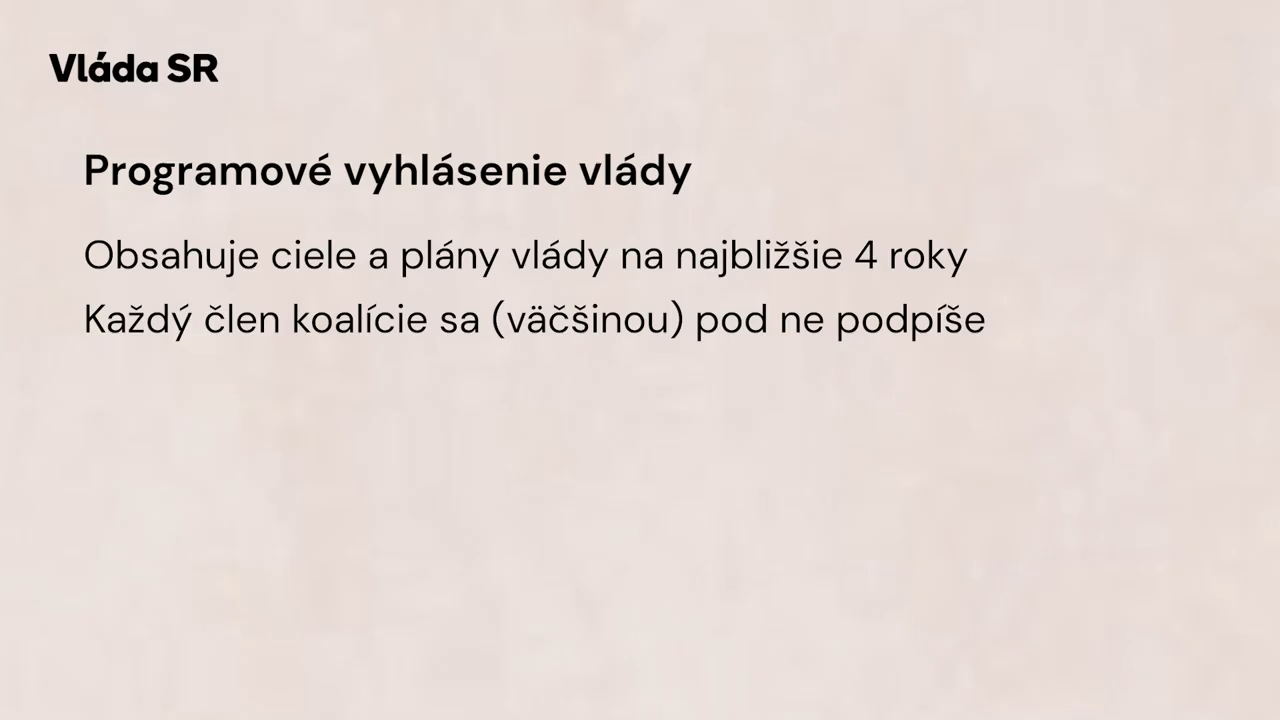 Vláda SR
Programové vyhlásenie vlády
Obsahuje ciele a plány vlády na najbližšie 4 roky
Každý člen koalície sa (väčšinou) pod ne podpíše